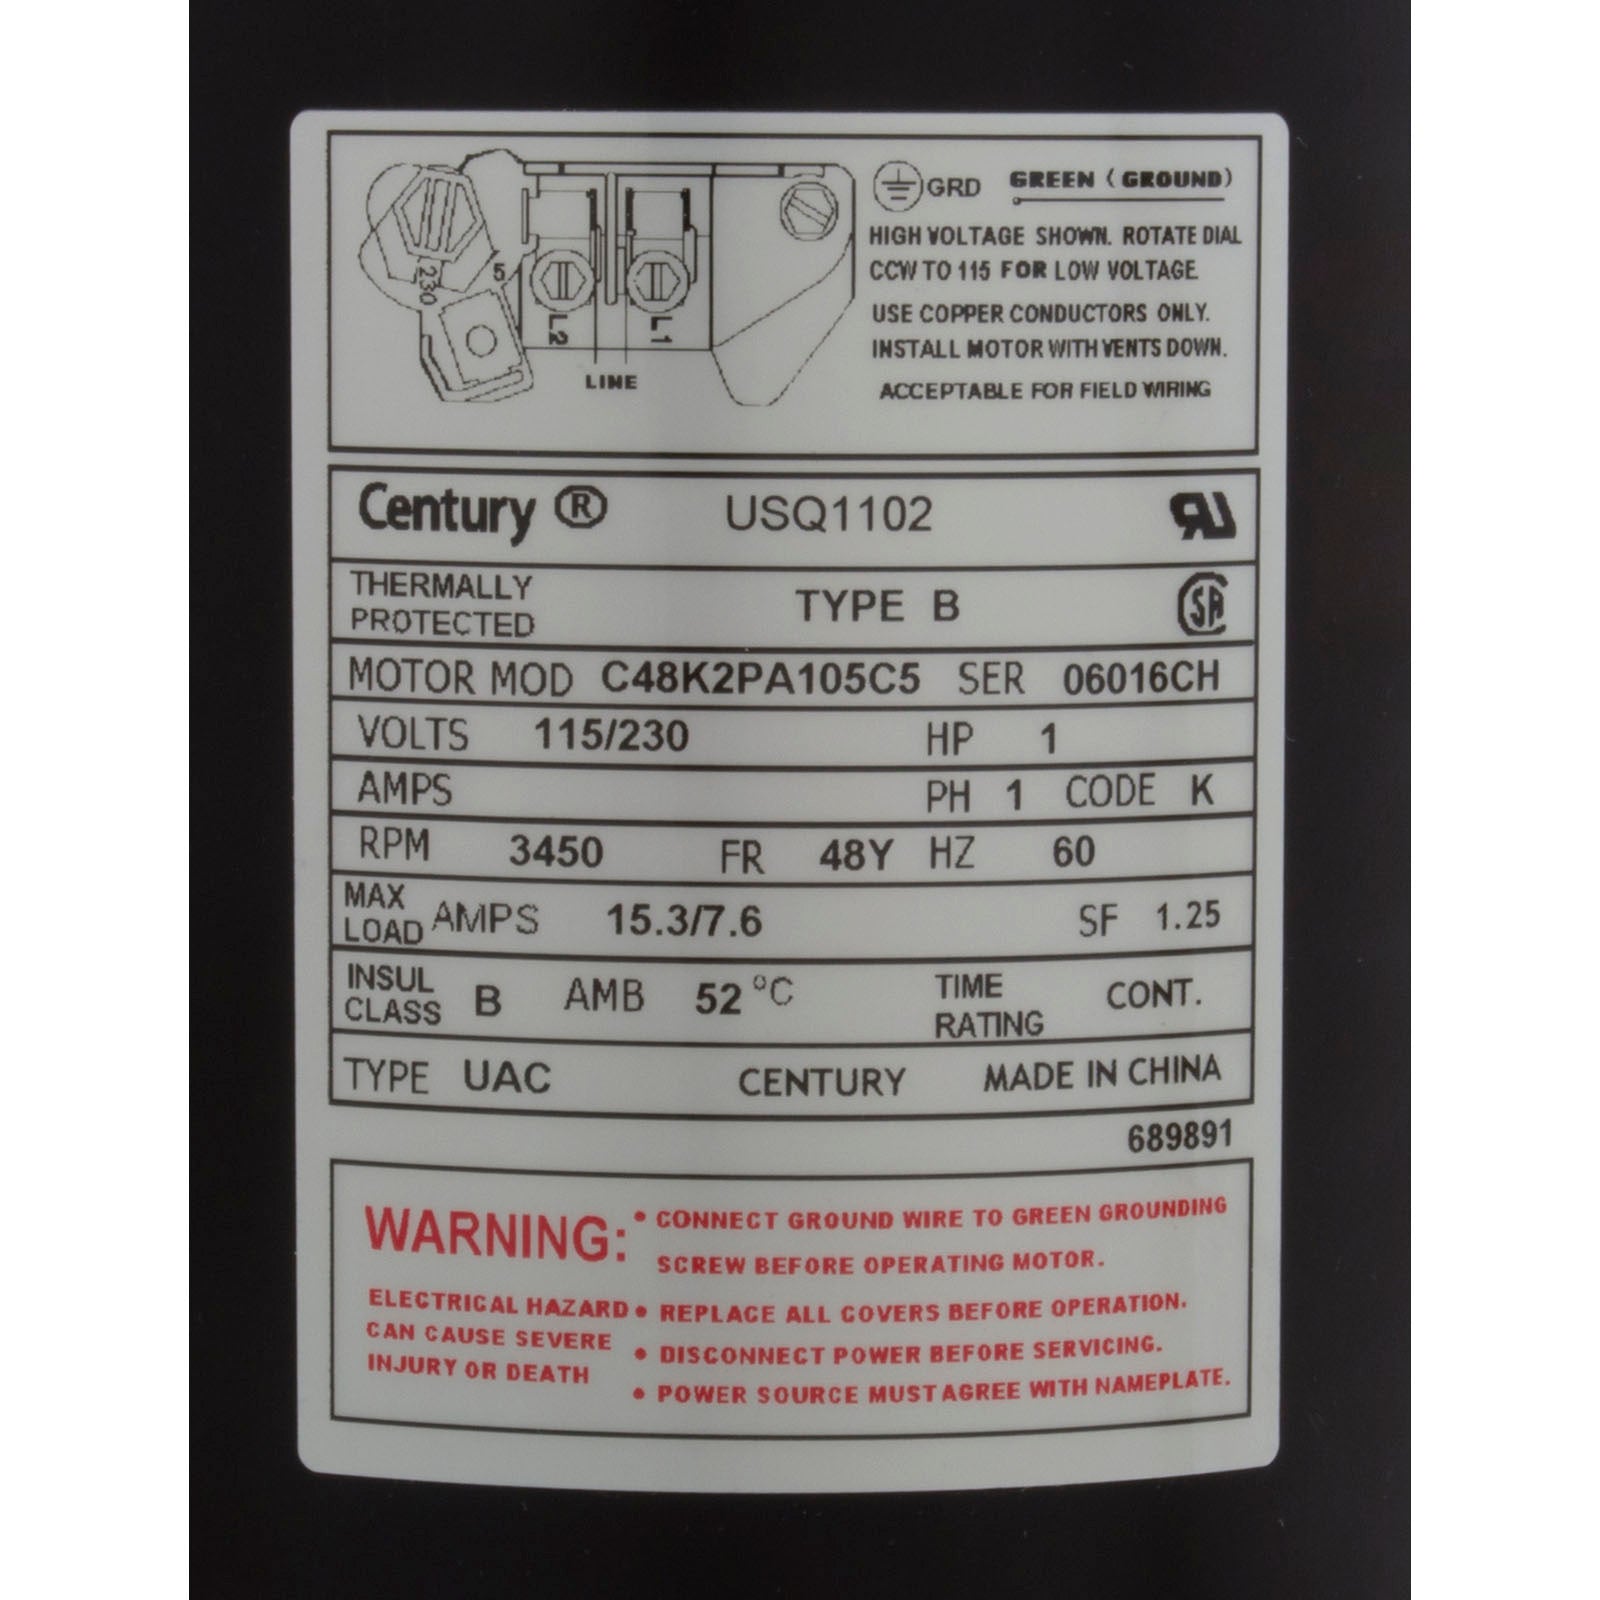 GRD GREEN (GROUND)
HIGH VOLTAGE SHOWN. ROTATE DIAL
CCW TO 115 FOR LOW VOLTAGE
USE COPPER CONDUCTORS ONLY.
INSTALL MOTOR WITH VENTS DOWN.
ACCEPTABLE FOR FIELD WIRING
230
5
L2
L1
LINE
Century ® USQ1102 RU
THERMALLY
PROTECTED TYPE B SA
MOTOR MOD C48K2PA105C5 SER 06016CH
VOLTS 115/230 HP 1
AMPS PH 1 CODE K
RPM 3450 FR 48Y HZ 60
MAX
LOAD AMPS 15.3/7.6 SF 1.25
INSUL
CLASS B AMB 52 °C TIME
RATING CONT.
TYPE UAC CENTURY MADE IN CHINA
689891
WARNING:
ELECTRICAL HAZARD
CAN CAUSE SEVERE
INJURY OR DEATH
• CONNECT GROUND WIRE TO GREEN GROUNDING
SCREW BEFORE OPERATING MOTOR.
• REPLACE ALL COVERS BEFORE OPERATION.
• DISCONNECT POWER BEFORE SERVICING.
• POWER SOURCE MUST AGREE WITH NAMEPLATE.